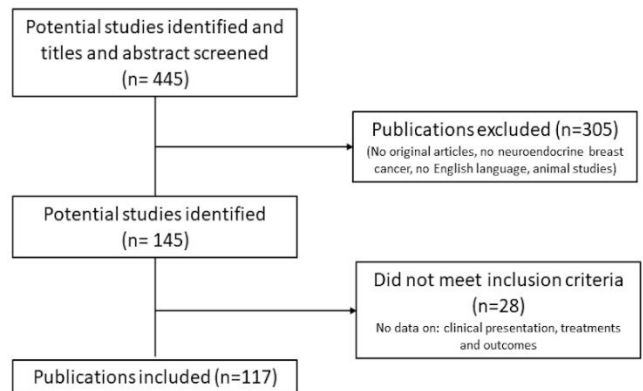 Potential studies identified and
titles and abstract screened
(n= 445)
Publications excluded (n=305)
(No original articles, no neuroendocrine breast
cancer, no English language, animal studies)
Potential studies identified
(n= 145)
Did not meet inclusion criteria
(n=28)
No data on: clinical presentation, treatments
and outcomes
Publications included (n=117)